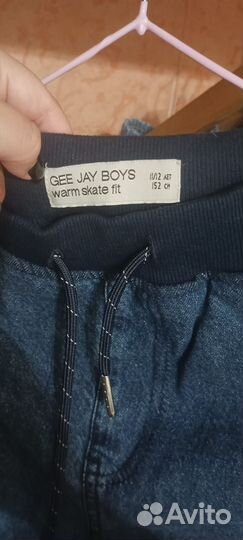 GEE JAY BOYS
warm skate fit
11/12 ЛЕТ
152 СМ
Avito